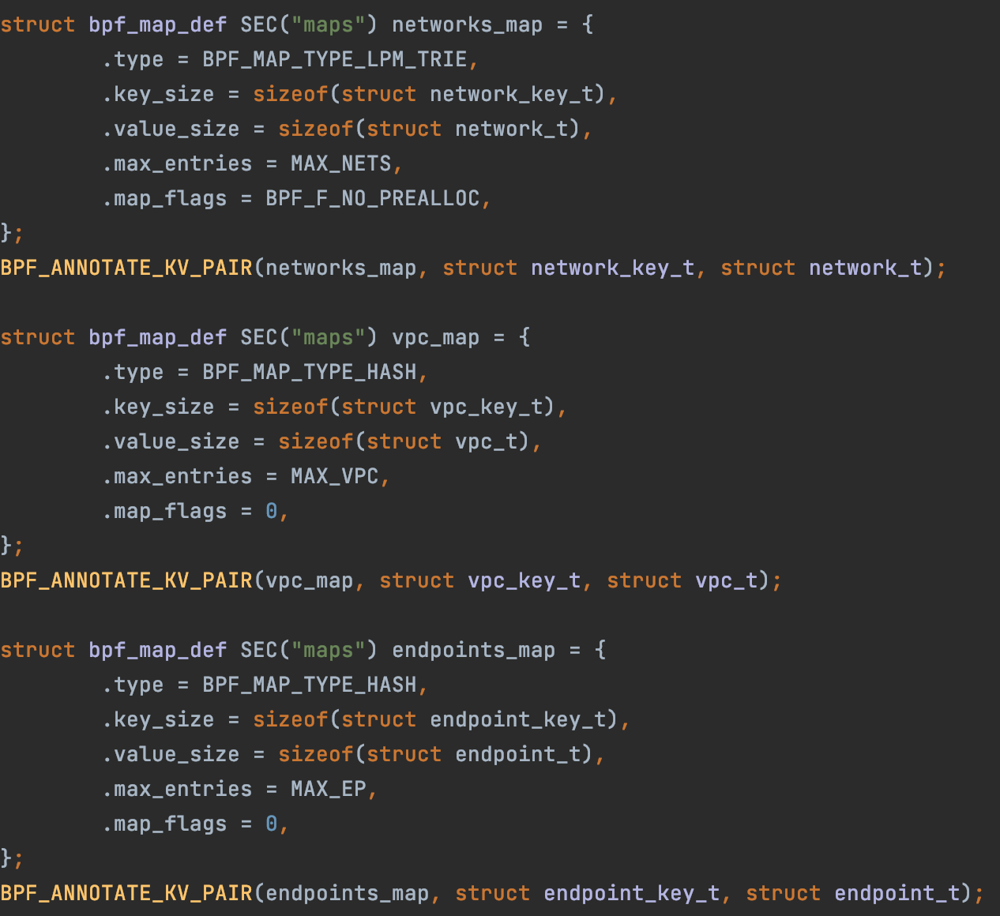 struct bpf_map_def SEC("maps") networks_map = {
        .type = BPF_MAP_TYPE_LPM_TRIE,
        .key_size = sizeof(struct network_key_t),
        .value_size = sizeof(struct network_t),
        .max_entries = MAX_NETS,
        .map_flags = BPF_F_NO_PREALLOC,
};
BPF_ANNOTATE_KV_PAIR(networks_map, struct network_key_t, struct network_t);

struct bpf_map_def SEC("maps") vpc_map = {
        .type = BPF_MAP_TYPE_HASH,
        .key_size = sizeof(struct vpc_key_t),
        .value_size = sizeof(struct vpc_t),
        .max_entries = MAX_VPC,
        .map_flags = 0,
};
BPF_ANNOTATE_KV_PAIR(vpc_map, struct vpc_key_t, struct vpc_t);

struct bpf_map_def SEC("maps") endpoints_map = {
        .type = BPF_MAP_TYPE_HASH,
        .key_size = sizeof(struct endpoint_key_t),
        .value_size = sizeof(struct endpoint_t),
        .max_entries = MAX_EP,
        .map_flags = 0,
};
BPF_ANNOTATE_KV_PAIR(endpoints_map, struct endpoint_key_t, struct endpoint_t);